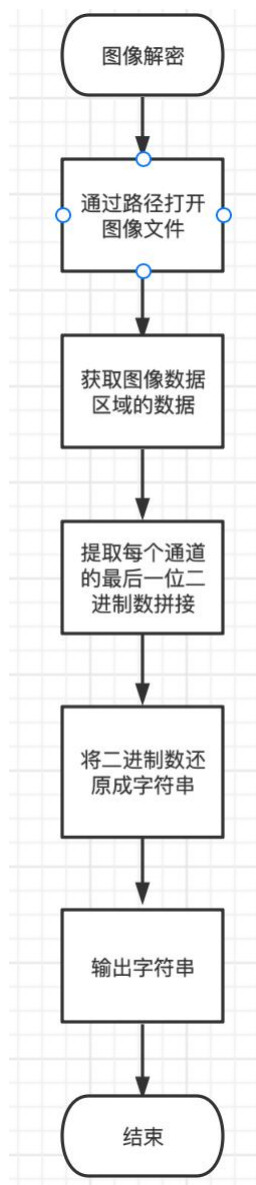 图像解密
通过路径打开
图像文件
获取图像数据
区域的数据
提取每个通道
的最后一位二
进制数拼接
将二进制数还
原成字符串
输出字符串
结束